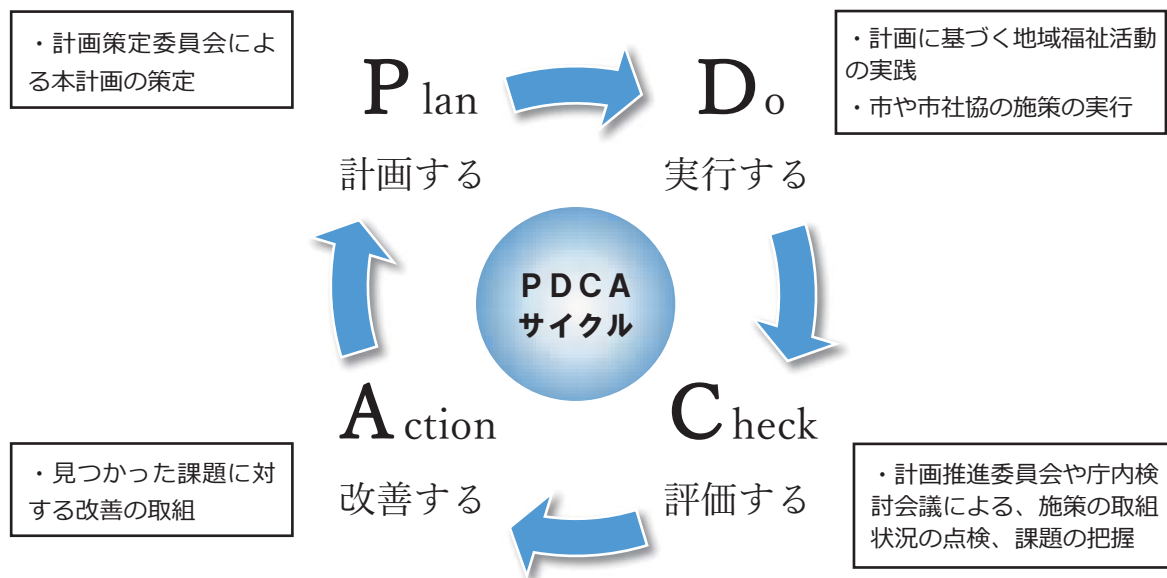 ・計画策定委員会によ
る本計画の策定
Plan
計画する
Do
実行する
・計画に基づく地域福祉活動
の実践
・市や市社協の施策の実行
PDCA
サイクル
Action
改善する
Check
評価する
・見つかった課題に対
する改善の取組
・計画推進委員会や庁内検
討会議による、施策の取組
状況の点検、課題の把握